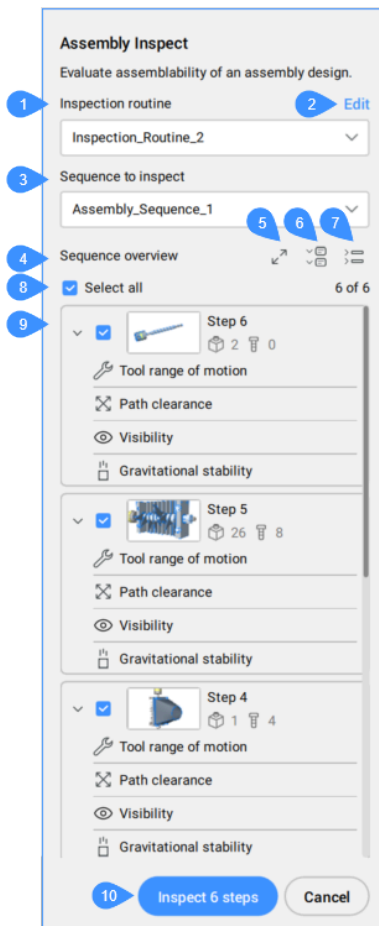 Assembly Inspect
Evaluate assemblability of an assembly design.
1 Inspection routine 2 Edit
Inspection_Routine_2
3 Sequence to inspect
Assembly_Sequence_1
5 6 7
4 Sequence overview
8 Select all 6 of 6
9 Step 6
2 0
Tool range of motion
Path clearance
Visibility
Gravitational stability
Step 5
26 8
Tool range of motion
Path clearance
Visibility
Gravitational stability
Step 4
1 4
Tool range of motion
Path clearance
Visibility
Gravitational stability
10 Inspect 6 steps Cancel